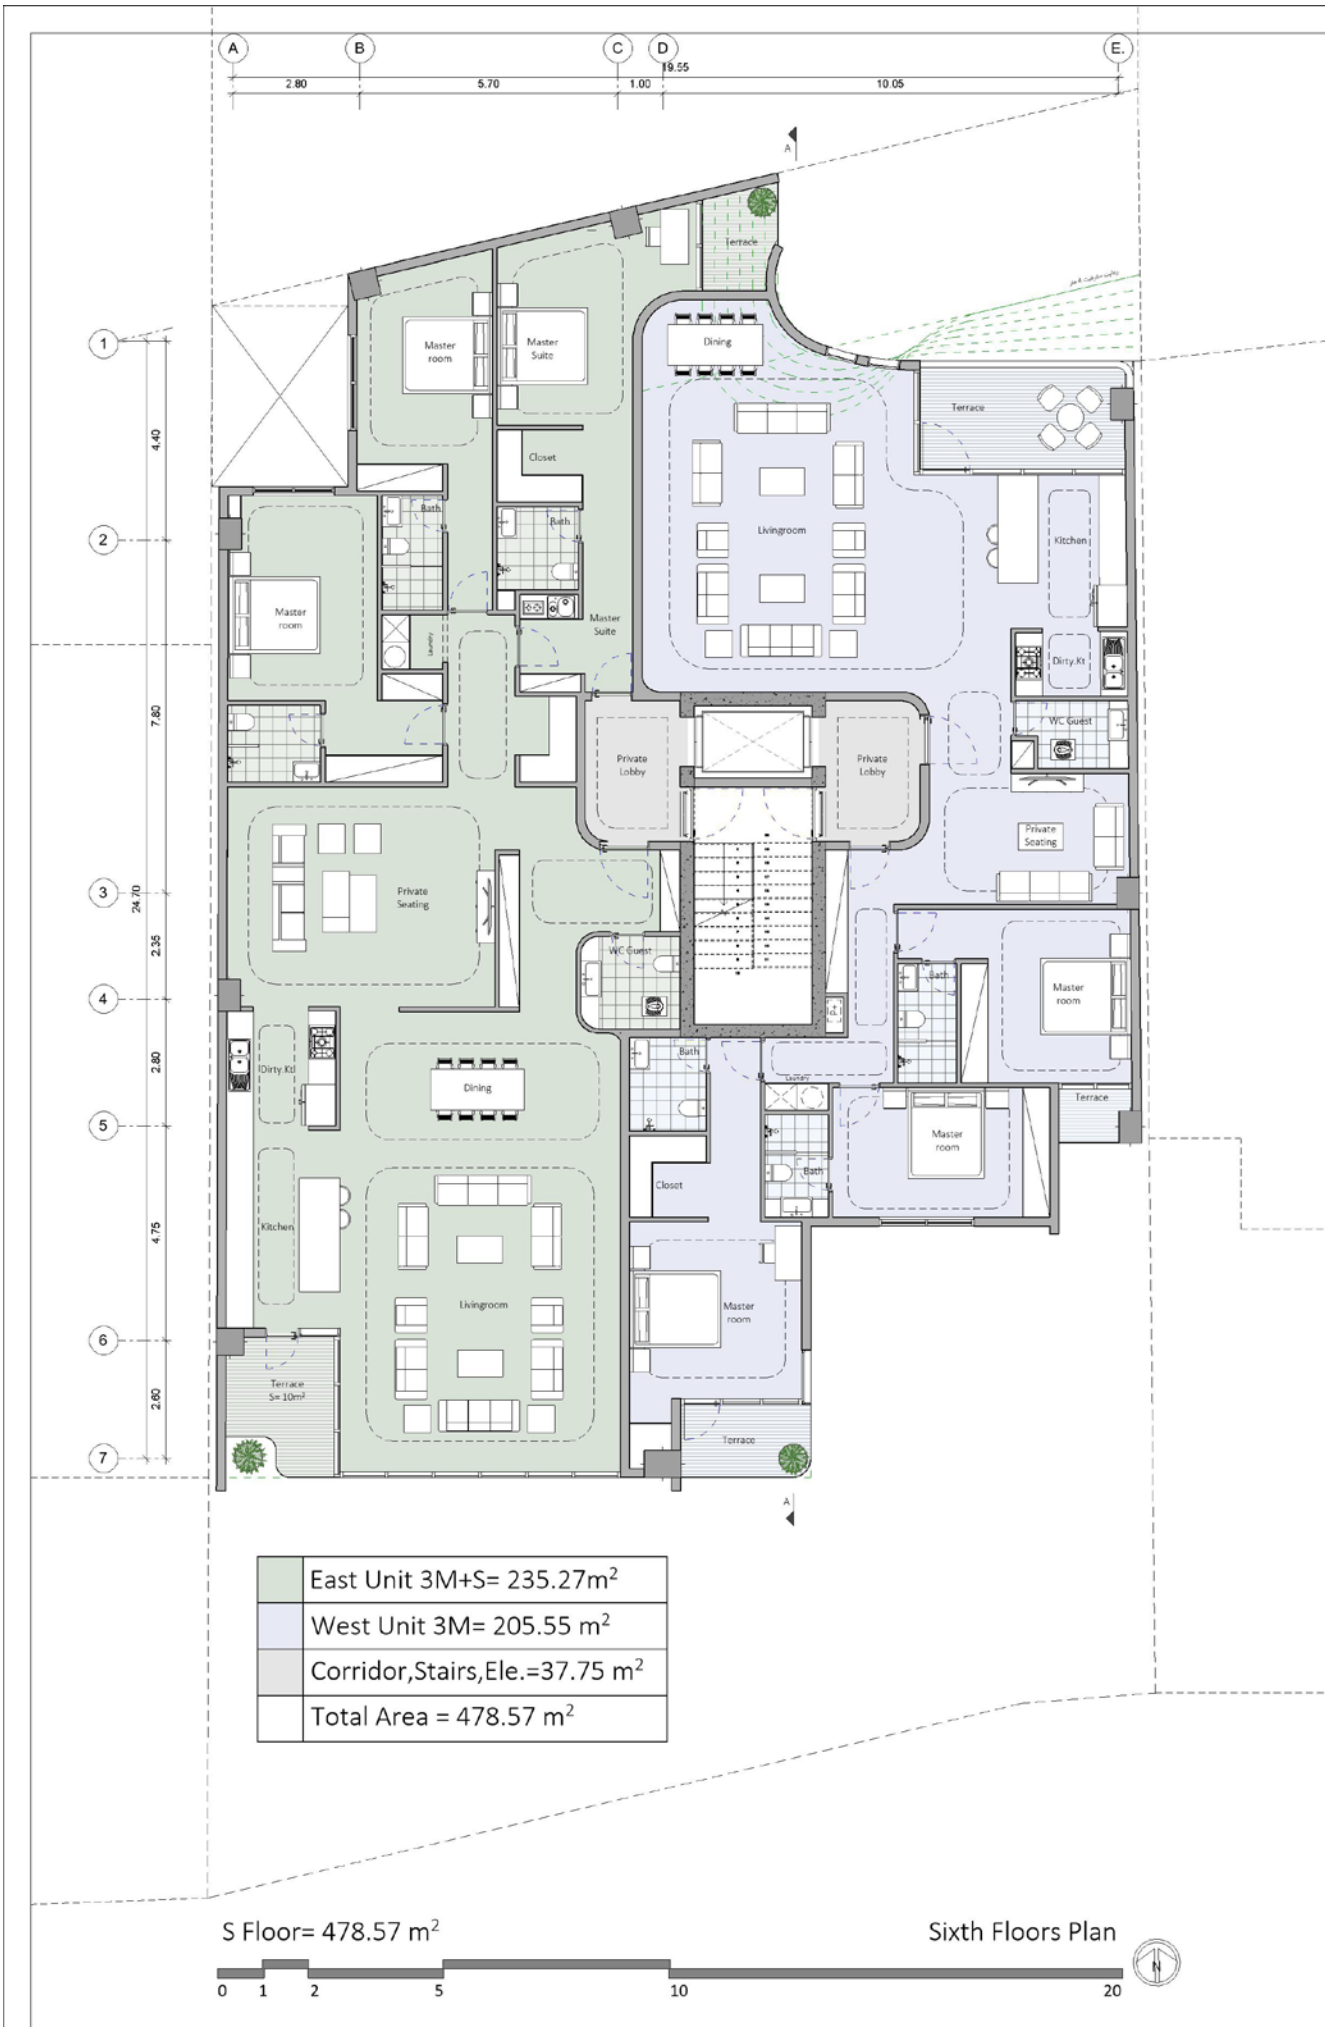 A B C D E.
19.55
2.80 5.70 1.00 10.05
A
Terrace
1
Master
room
Master
Suite
Dining
Terrace
4.40
Closet
Bath
Bath
2
Livingroom
Kitchen
Master
room
Master
Suite
Laundry
Dirty.Kt
7.80
WC Guest
Private
Lobby
Private
Lobby
Private
Seating
3
24.70
Private
Seating
2.35
WC Guest
Bath
4
Master
room
2.80
Dirty.Kt
Dining
Bath
Laundry
Terrace
5
Master
room
Closet
Bath
4.75
Kitchen
Livingroom
Master
room
6
Terrace
S= 10m²
2.60
Terrace
7
A
East Unit 3M+S= 235.27m²
West Unit 3M= 205.55 m²
Corridor,Stairs,Ele.=37.75 m²
Total Area = 478.57 m²
S Floor= 478.57 m²
Sixth Floors Plan
N
0 1 2 5 10 20